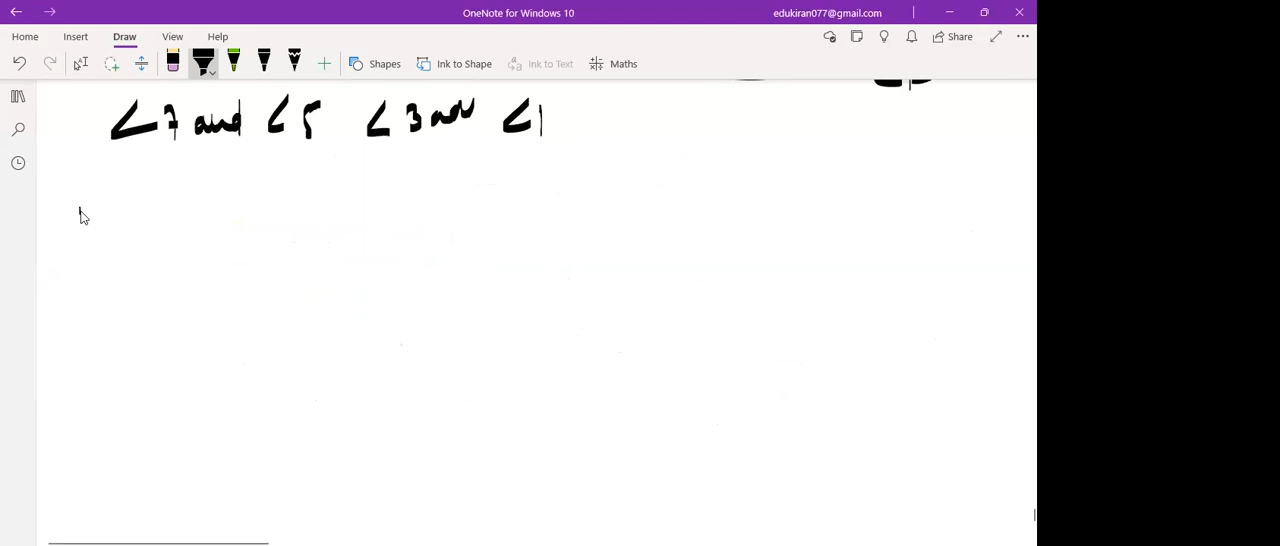 OneNote for Windows 10
edukiran077@gmail.com
Home Insert Draw View Help Share
Shapes Ink to Shape Ink to Text Maths
<7 and <5 <3 and <1